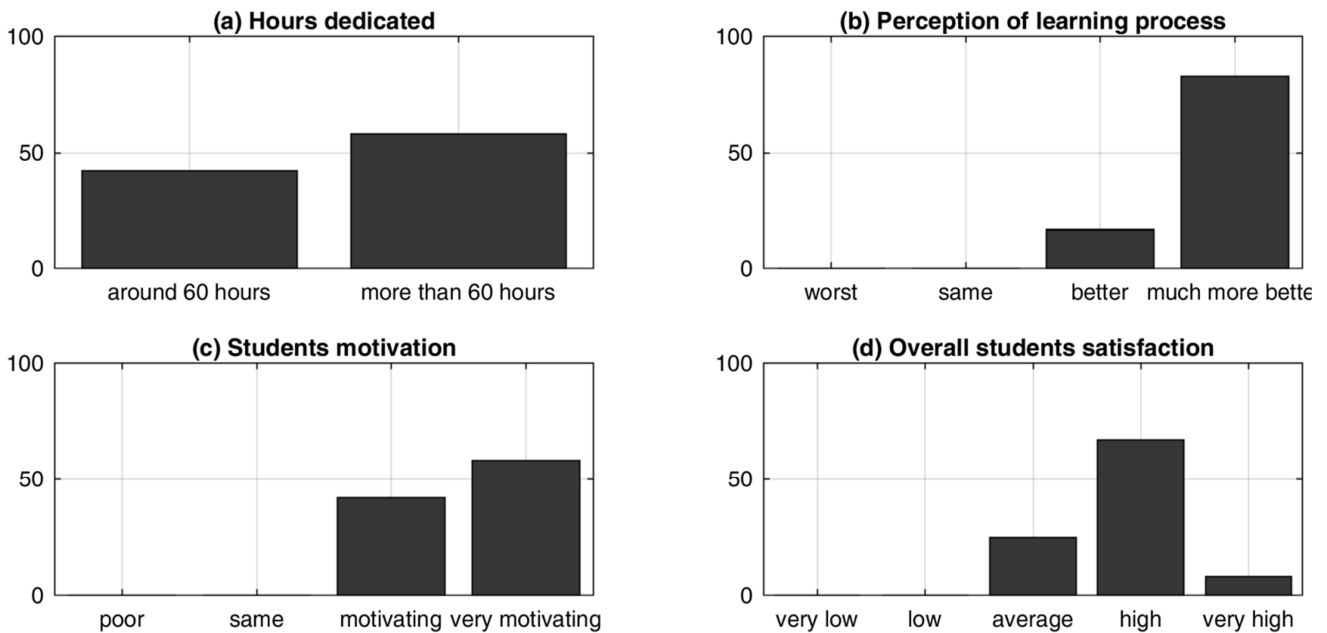 (a) Hours dedicated
100
50
0
around 60 hours more than 60 hours
(b) Perception of learning process
100
50
0
worst same better much more bette
(c) Students motivation
100
50
0
poor same motivating very motivating
(d) Overall students satisfaction
100
50
0
very low low average high very high